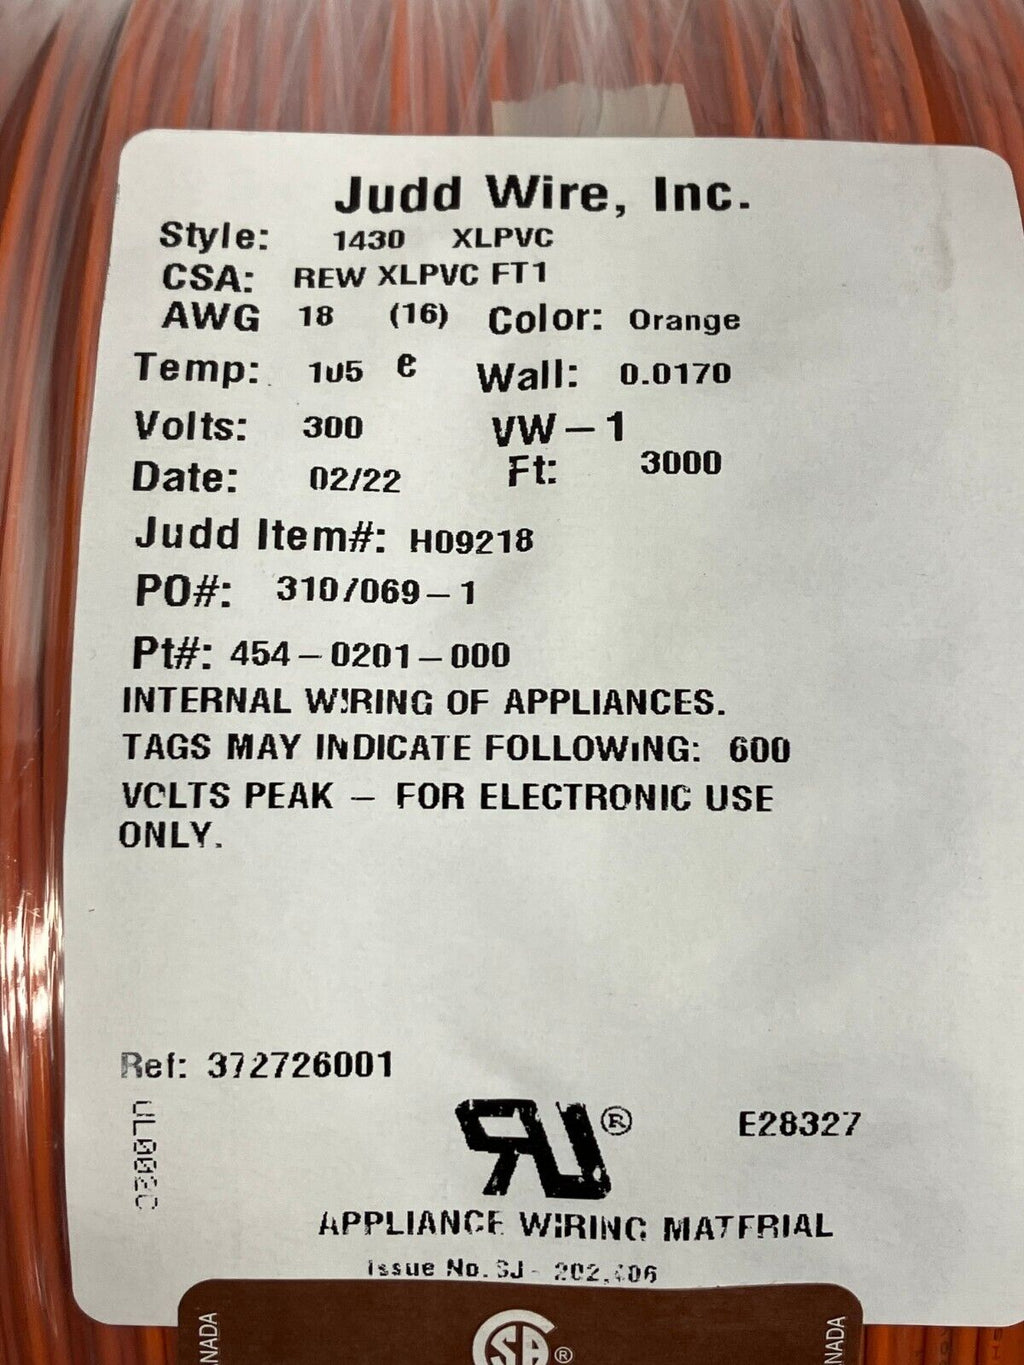 Judd Wire, Inc.
Style: 1430 XLPVC
CSA: REW XLPVC FT1
AWG 18 (16) Color: Orange
Temp: 105 C Wall: 0.0170
Volts: 300 VW-1
Date: 02/22 Ft: 3000
Judd Item#: H09218
PO#: 310/069-1
Pt#: 454-0201-000
INTERNAL WIRING OF APPLIANCES.
TAGS MAY INDICATE FOLLOWING: 600
VOLTS PEAK - FOR ELECTRONIC USE
ONLY.
Ref: 372726001
RU® E28327
APPLIANCE WIRING MATERIAL
Issue No. SJ-
CSA®